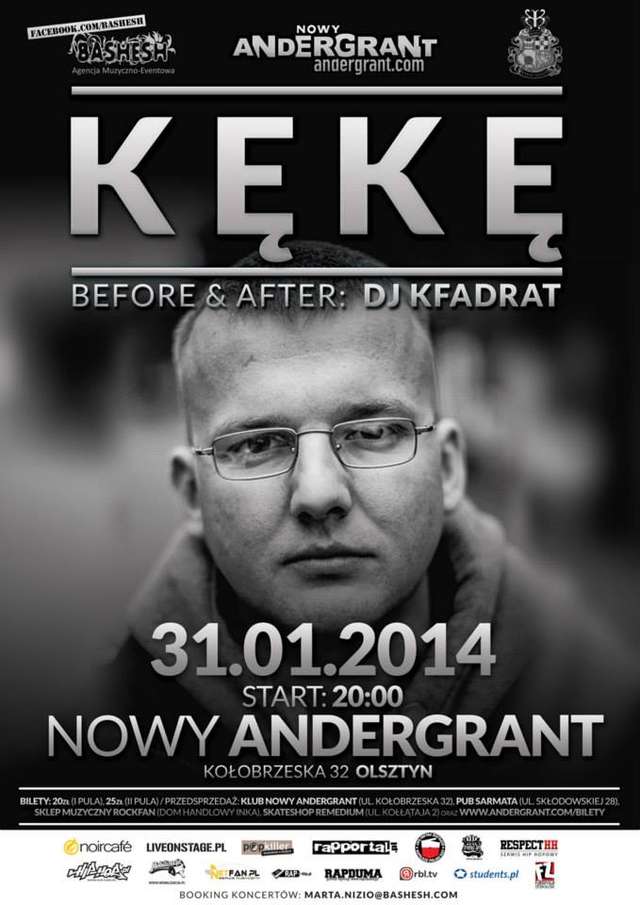 FACEBOOK.COM/BASHESH
BASHESH
Agencja Muzyczno-Eventowa
NOWY
ANDERGRANT
andergrant.com
KĘKĘ
BEFORE & AFTER: DJ KFADRAT
31.01.2014
START: 20:00
NOWY ANDERGRANT
KOŁOBRZESKA 32 OLSZTYN
BILETY: 20zł (I PULA), 25zł (II PULA) / PRZEDSPRZEDAŻ: KLUB NOWY ANDERGRANT (UL. KOŁOBRZESKA 32), PUB SARMATA (UL. SKŁODOWSKIEJ 28),
SKLEP MUZYCZNY ROCKFAN (DOM HANDLOWY INKA), SKATESHOP REMEDIUM (UL. KOŁŁĄTAJA 2) oraz WWW.ANDERGRANT.COM/BILETY
noircafé LIVEONSTAGE.PL popkiller rapportal RESPECTHH
SERWIS HIP HOPOWY
NETFAN.PL RAPDUMA rbl.tv students.pl
BOOKING KONCERTÓW: MARTA.NIZIO@BASHESH.COM